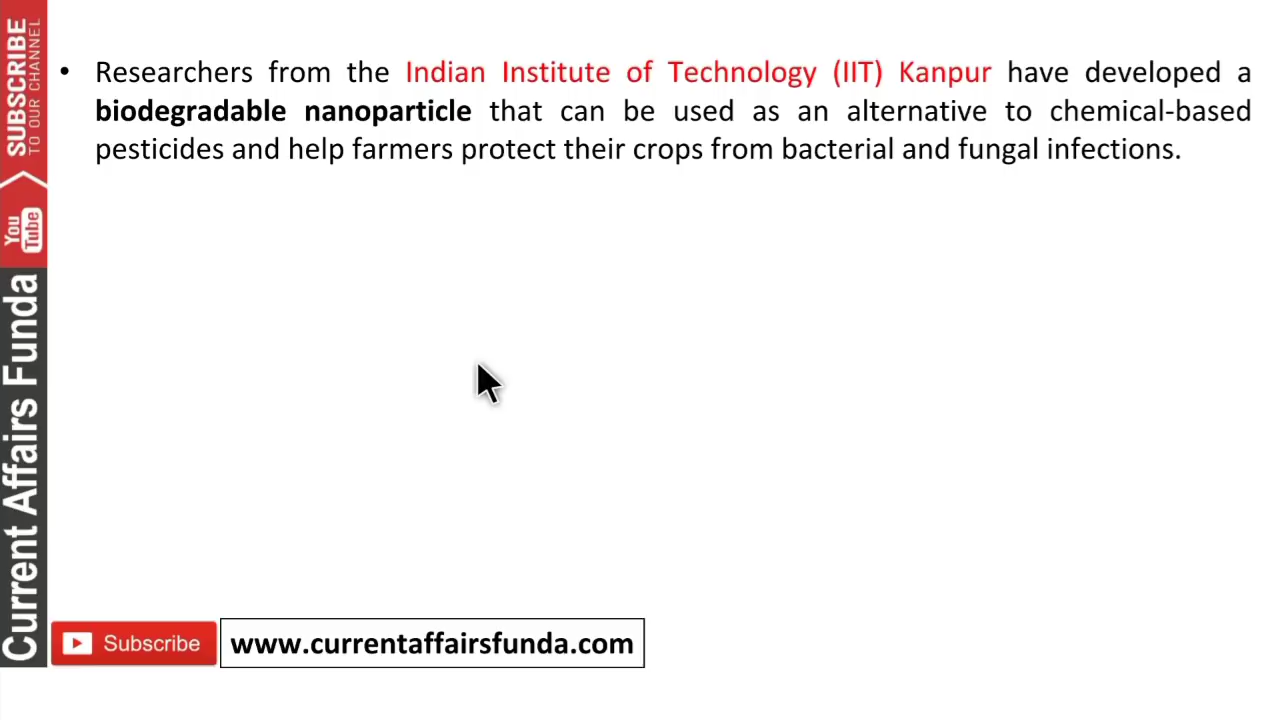 • Researchers from the Indian Institute of Technology (IIT) Kanpur have developed a
biodegradable nanoparticle that can be used as an alternative to chemical-based
pesticides and help farmers protect their crops from bacterial and fungal infections.
SUBSCRIBE
TO OUR CHANNEL
You
Tube
Current Affairs Funda
Subscribe
www.currentaffairsfunda.com